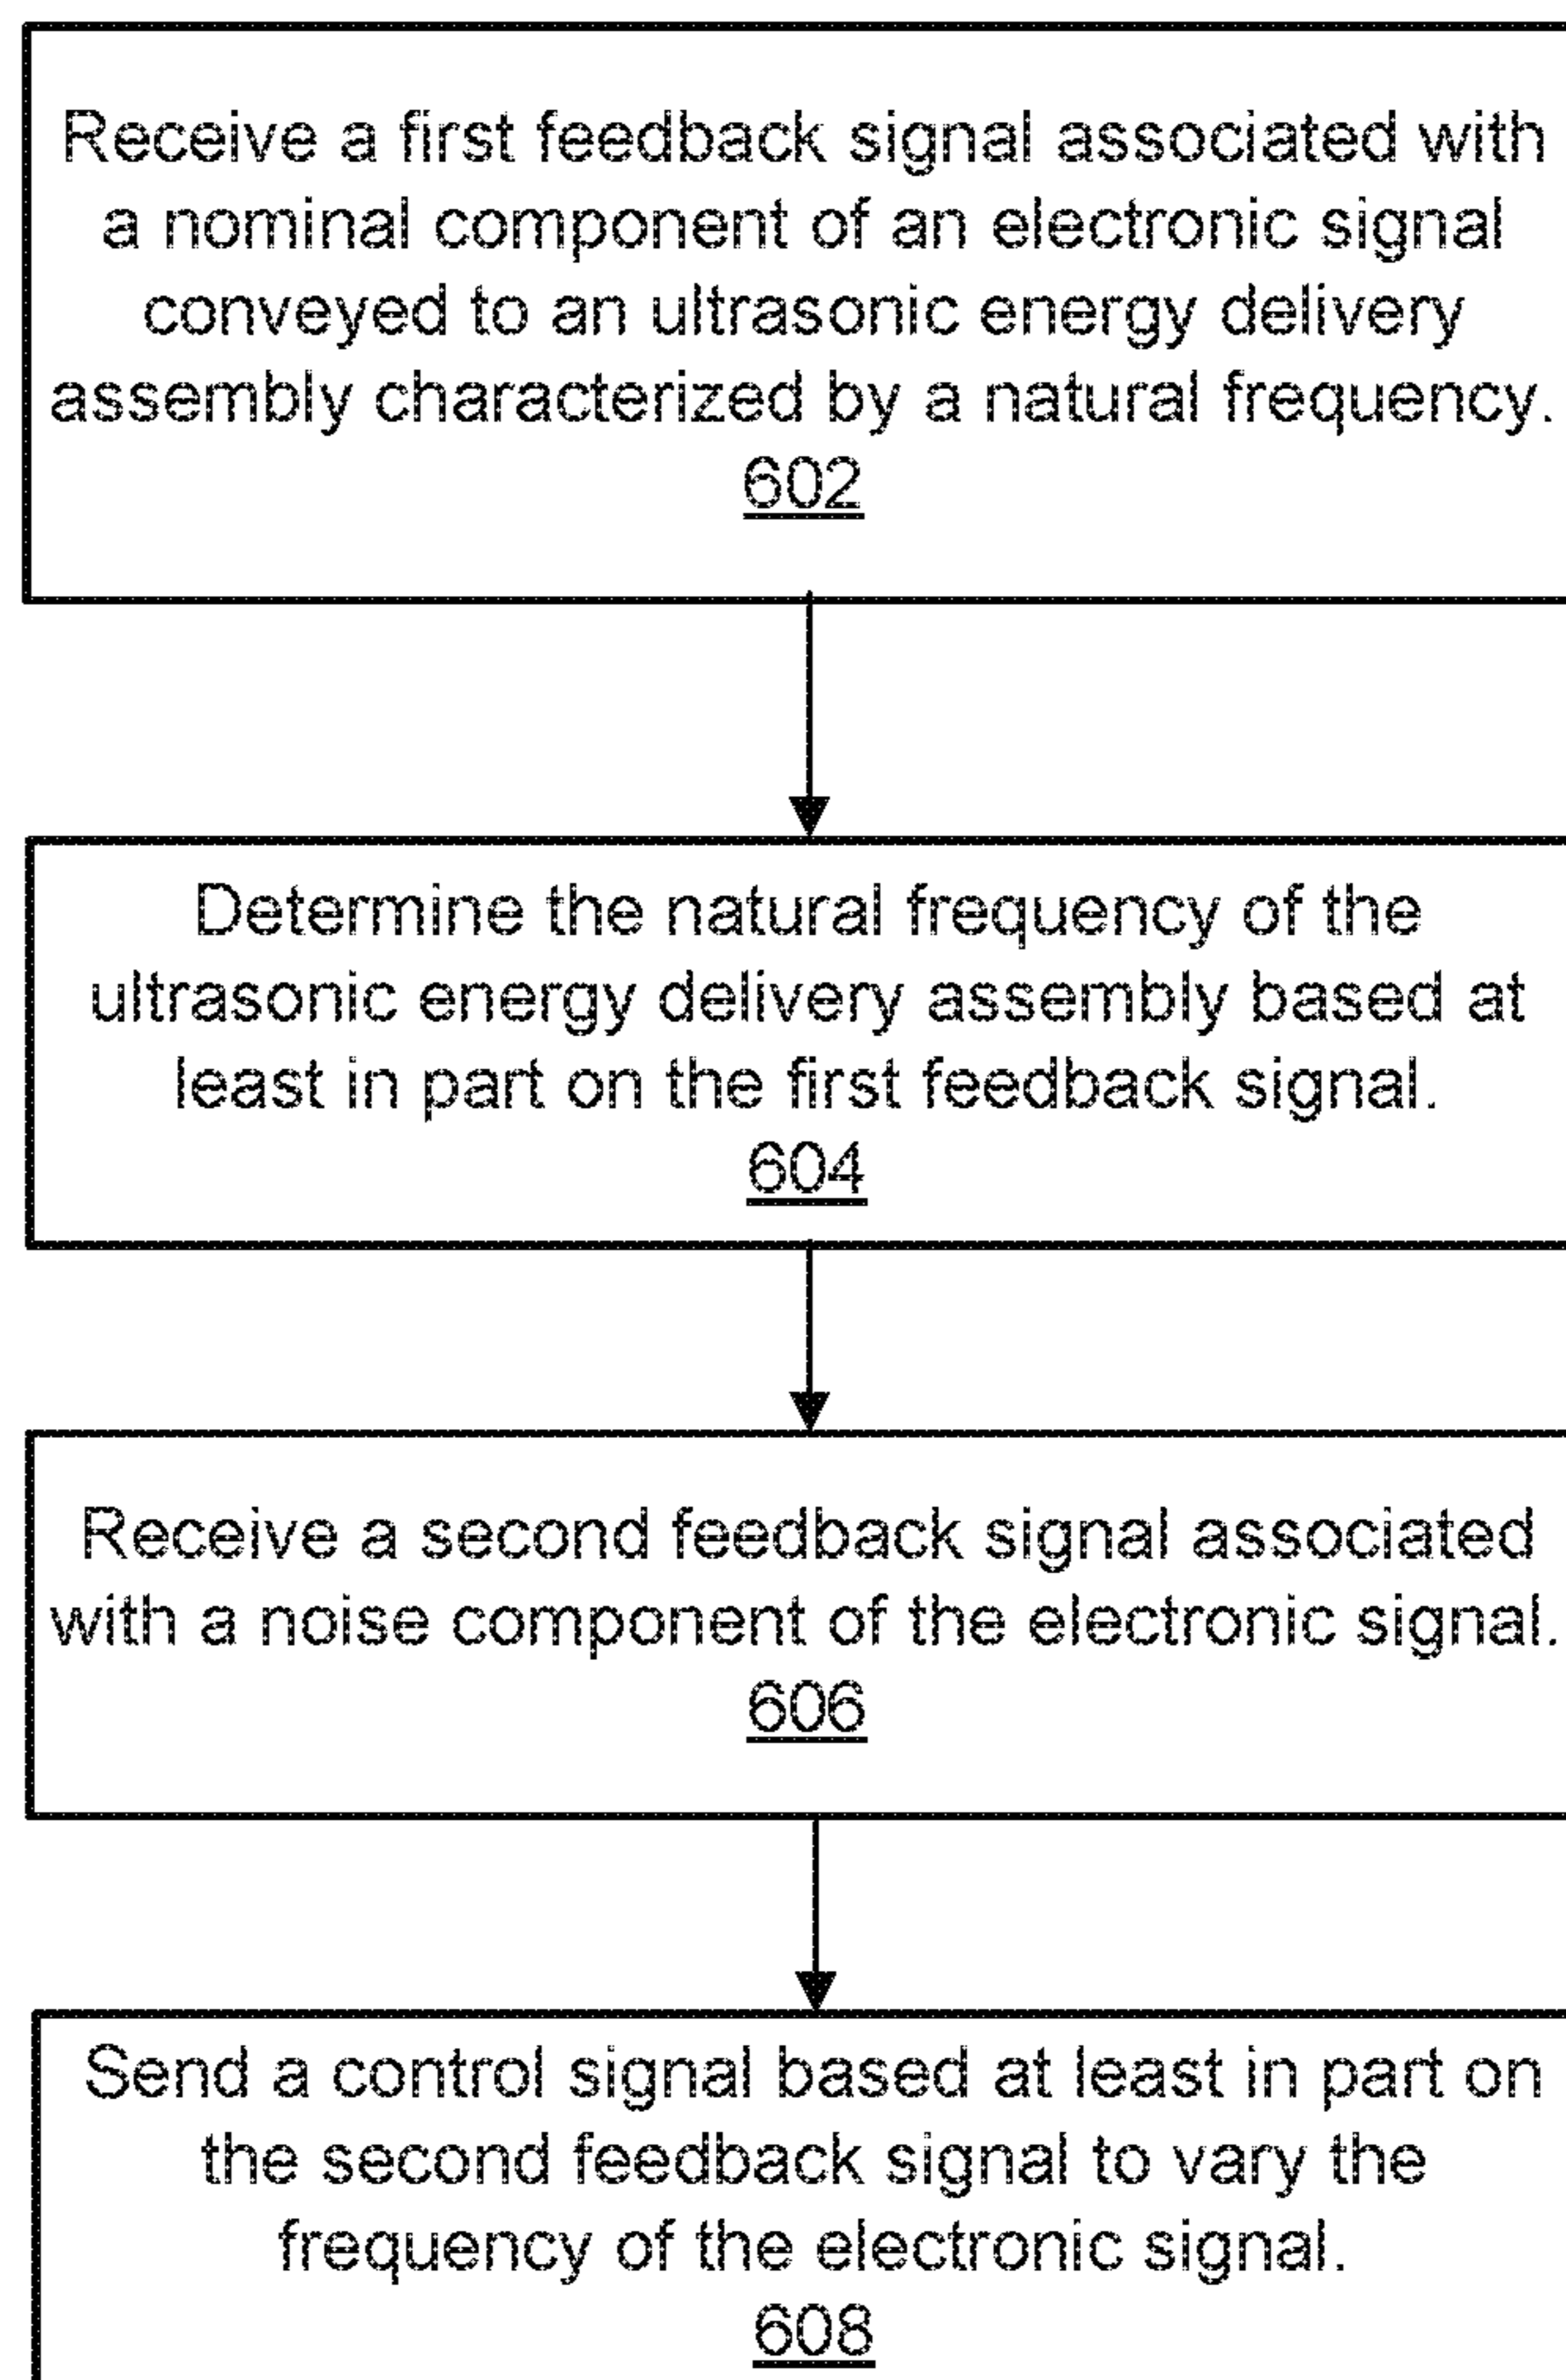 Receive a first feedback signal associated with
a nominal component of an electronic signal
conveyed to an ultrasonic energy delivery
assembly characterized by a natural frequency.
602
Determine the natural frequency of the
ultrasonic energy delivery assembly based at
least in part on the first feedback signal.
604
Receive a second feedback signal associated
with a noise component of the electronic signal.
606
Send a control signal based at least in part on
the second feedback signal to vary the
frequency of the electronic signal.
608